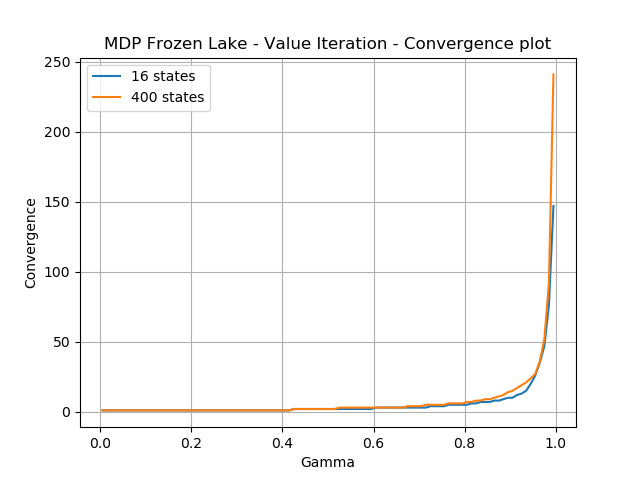 MDP Frozen Lake - Value Iteration - Convergence plot
16 states
400 states
250
200
150
100
50
0
Convergence
0.0 0.2 0.4 0.6 0.8 1.0
Gamma